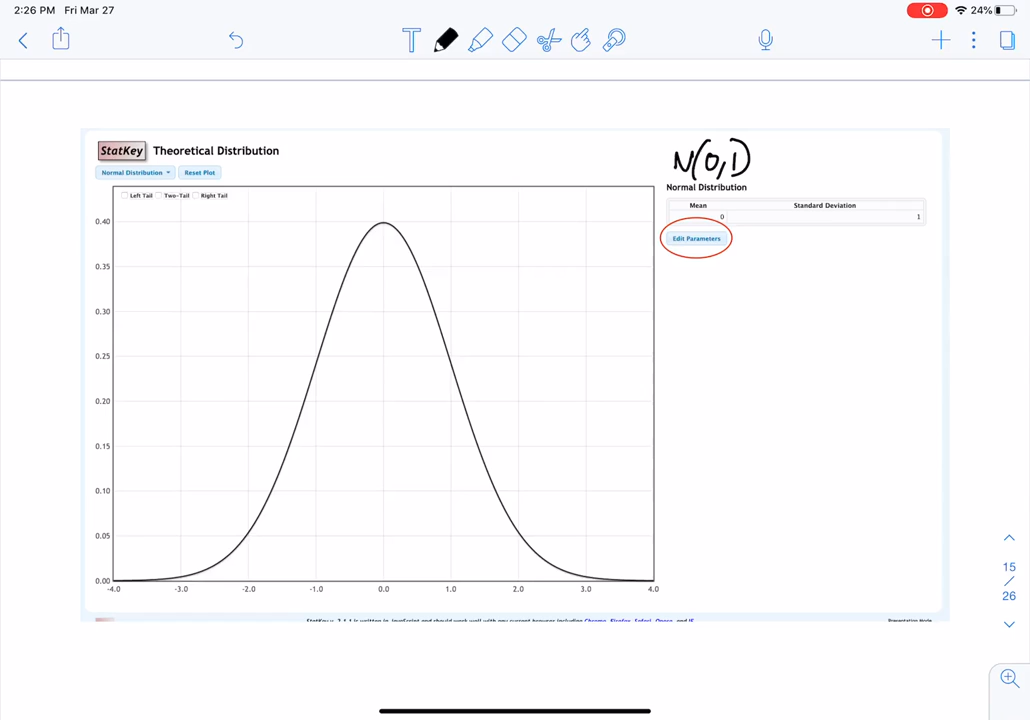 2:26 PM Fri Mar 27
24%
T
StatKey Theoretical Distribution
N(0,1)
Normal Distribution Reset Plot
Normal Distribution
Left Tail Two-Tail Right Tail
Mean Standard Deviation
0 1
Edit Parameters
0.40
0.35
0.30
0.25
0.20
0.15
0.10
0.05
0.00
-4.0 -3.0 -2.0 -1.0 0.0 1.0 2.0 3.0 4.0
15
/
26